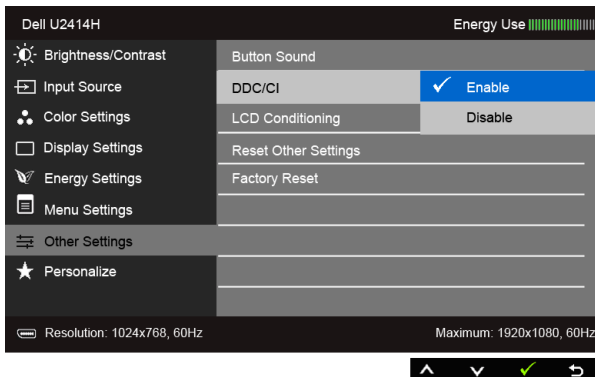 Dell U2414H Energy Use
Brightness/Contrast Button Sound
Input Source DDC/CI Enable
Color Settings LCD Conditioning Disable
Display Settings Reset Other Settings
Energy Settings Factory Reset
Menu Settings
Other Settings
Personalize
Resolution: 1024x768, 60Hz Maximum: 1920x1080, 60Hz